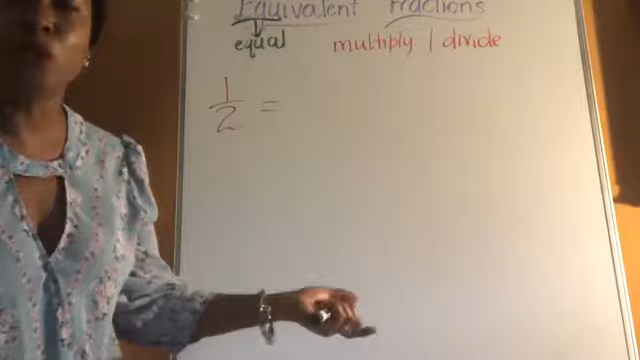 Equivalent Fractions
equal multiply / divide
1/2 =